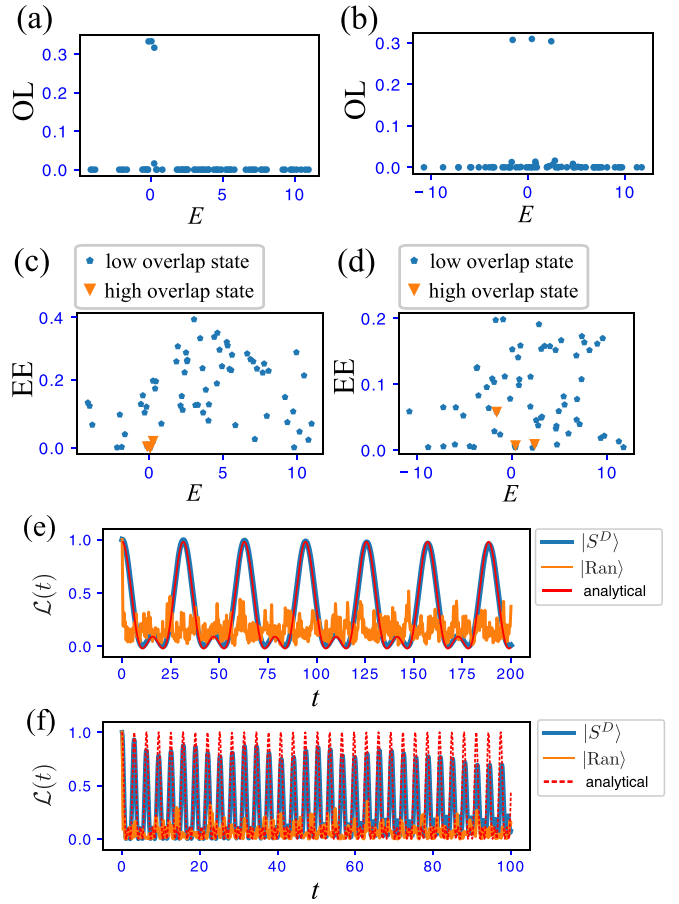 (a)
(b)
OL
0.3
0.2
0.1
0.0
0
5
10
E
OL
0.3
0.2
0.1
0.0
−10
0
10
E
(c)
(d)
low overlap state
high overlap state
low overlap state
high overlap state
EE
0.4
0.2
0.0
0
5
10
E
EE
0.2
0.1
0.0
−10
0
10
E
(e)
ℒ(t)
1.0
0.5
0.0
0
25
50
75
100
125
150
175
200
t
|S^D⟩
|Ran⟩
analytical
(f)
ℒ(t)
1.0
0.5
0.0
0
20
40
60
80
100
t
|S^D⟩
|Ran⟩
analytical